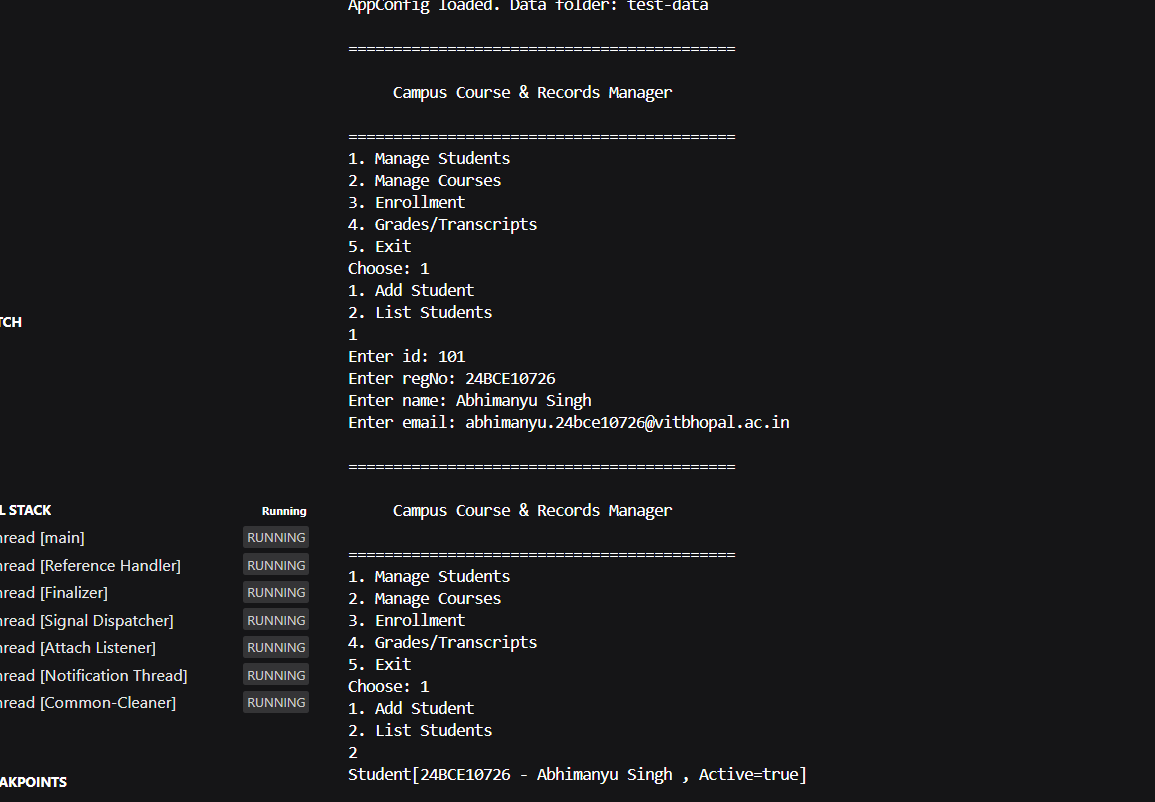 AppConfig loaded. Data folder: test-data
===========================================
Campus Course & Records Manager
===========================================
1. Manage Students
2. Manage Courses
3. Enrollment
4. Grades/Transcripts
5. Exit
Choose: 1
1. Add Student
2. List Students
1
Enter id: 101
Enter regNo: 24BCE10726
Enter name: Abhimanyu Singh
Enter email: abhimanyu.24bce10726@vitbhopal.ac.in
===========================================
Campus Course & Records Manager
===========================================
1. Manage Students
2. Manage Courses
3. Enrollment
4. Grades/Transcripts
5. Exit
Choose: 1
1. Add Student
2. List Students
2
Student[24BCE10726 - Abhimanyu Singh , Active=true]
TCH
L STACK Running
hread [main] RUNNING
hread [Reference Handler] RUNNING
hread [Finalizer] RUNNING
hread [Signal Dispatcher] RUNNING
hread [Attach Listener] RUNNING
hread [Notification Thread] RUNNING
hread [Common-Cleaner] RUNNING
AKPOINTS